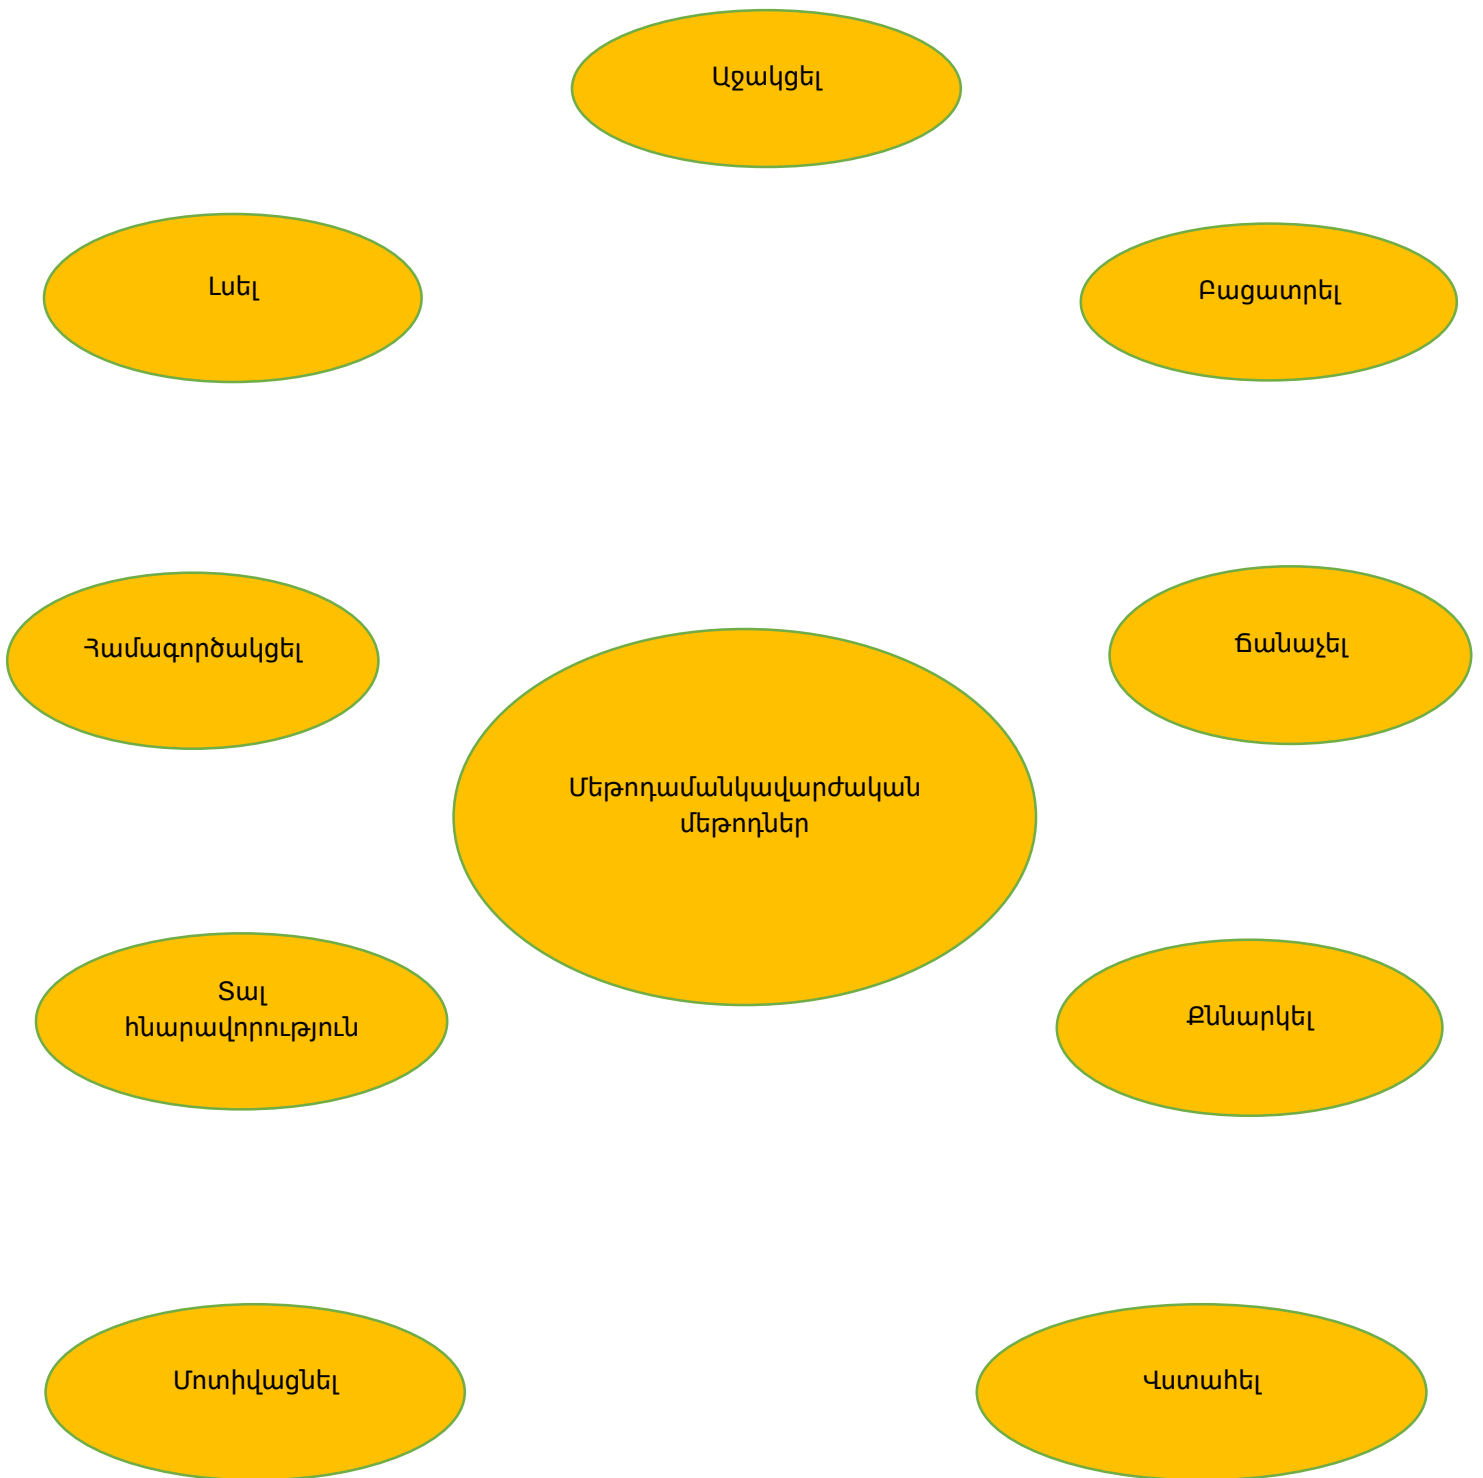 Աջակցել
Լսել
Բացատրել
Համագործակցել
Ճանաչել
Մեթոդամանկավարժական
մեթոդներ
Տալ
հնարավորություն
Քննարկել
Մոտիվացնել
Վստահել